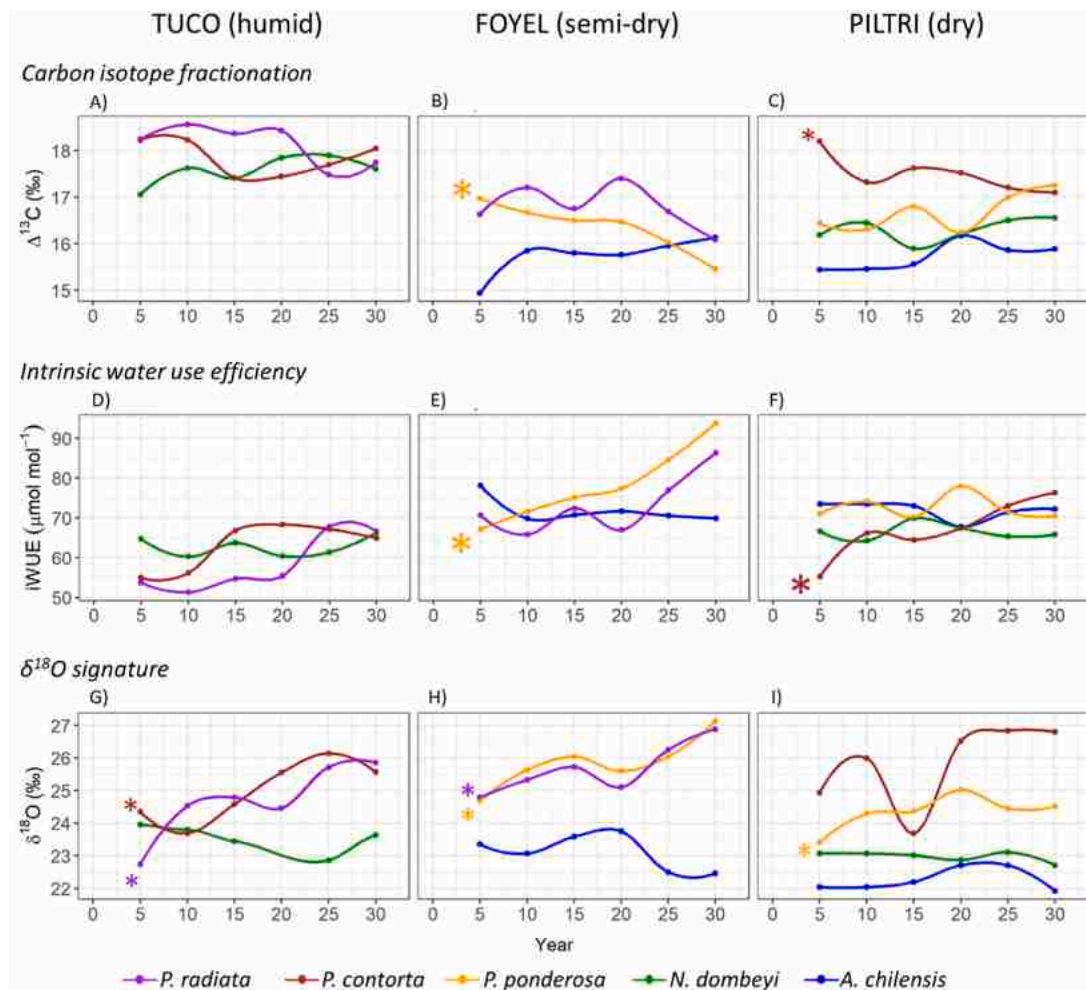 TUCO (humid) FOYEL (semi-dry) PILTRI (dry)
Carbon isotope fractionation
A) B) C)
Δ¹³C (‰)
18
17
16
15
0 5 10 15 20 25 30 0 5 10 15 20 25 30 0 5 10 15 20 25 30
Intrinsic water use efficiency
D) E) F)
iWUE (μmol mol⁻¹)
90
80
70
60
50
0 5 10 15 20 25 30 0 5 10 15 20 25 30 0 5 10 15 20 25 30
δ¹⁸O signature
G) H) I)
δ¹⁸O (‰)
27
26
25
24
23
22
0 5 10 15 20 25 30 0 5 10 15 20 25 30 0 5 10 15 20 25 30
Year
P. radiata P. contorta P. ponderosa N. dombeyi A. chilensis